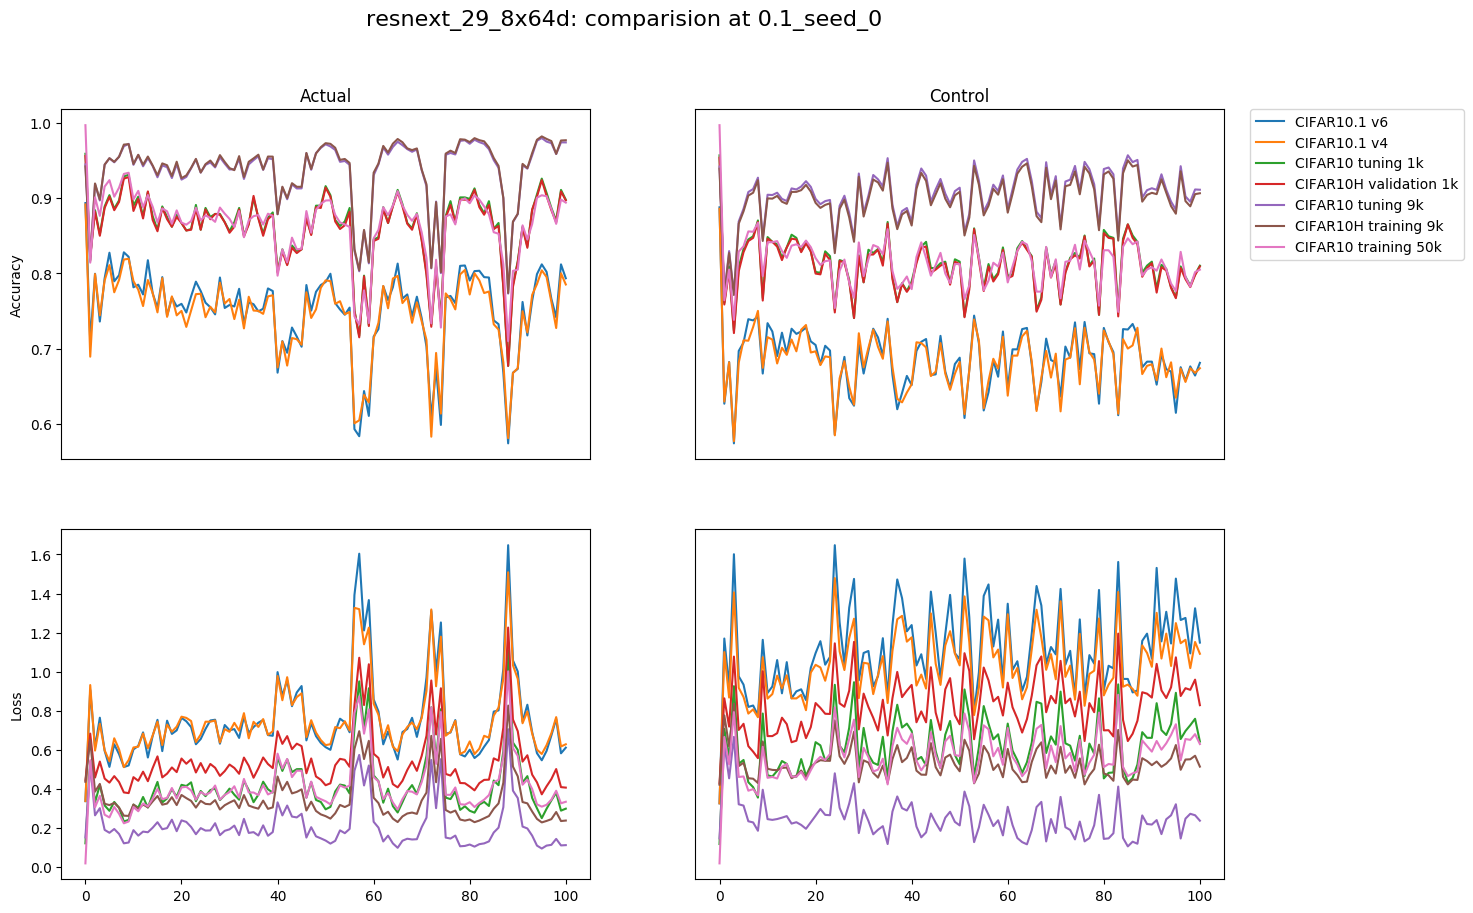 resnext_29_8x64d: comparision at 0.1_seed_0
Actual
Control
CIFAR10.1 v6
CIFAR10.1 v4
CIFAR10 tuning 1k
CIFAR10H validation 1k
CIFAR10 tuning 9k
CIFAR10H training 9k
CIFAR10 training 50k
Accuracy
1.0
0.9
0.8
0.7
0.6
Loss
1.6
1.4
1.2
1.0
0.8
0.6
0.4
0.2
0.0
0 20 40 60 80 100
0 20 40 60 80 100